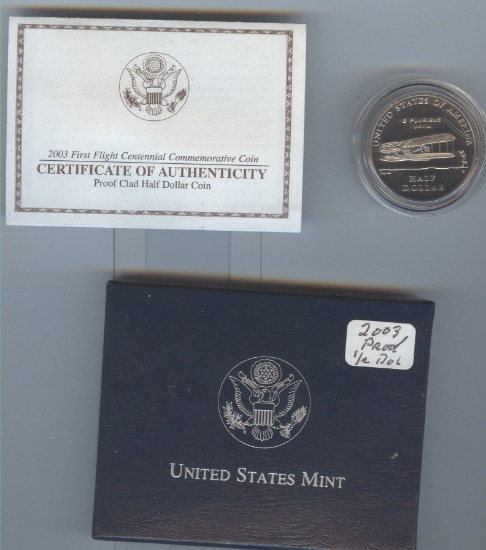 2003 First Flight Centennial Commemorative Coin
CERTIFICATE OF AUTHENTICITY
Proof Clad Half Dollar Coin
UNITED STATES OF AMERICA
E PLURIBUS
UNUM
HALF
DOLLAR
2003
PROOF
1/2 DOL
UNITED STATES MINT